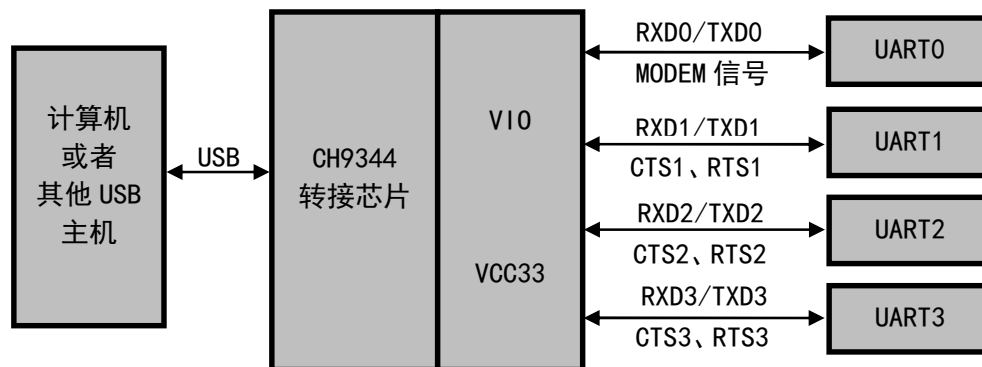 计算机
或者
其他 USB
主机
USB
CH9344
转接芯片
VIO
VCC33
RXD0/TXD0
MODEM 信号
UART0
RXD1/TXD1
CTS1、RTS1
UART1
RXD2/TXD2
CTS2、RTS2
UART2
RXD3/TXD3
CTS3、RTS3
UART3